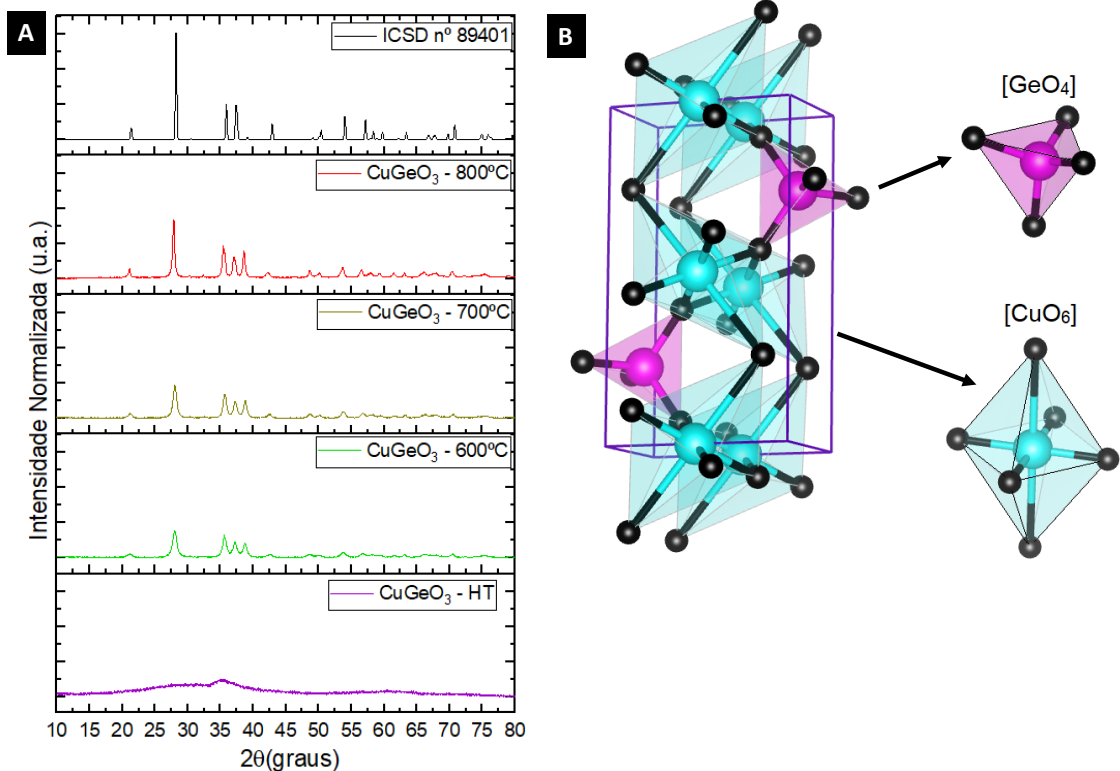 A
ICSD nº 89401
CuGeO₃ - 800ºC
CuGeO₃ - 700ºC
CuGeO₃ - 600ºC
CuGeO₃ - HT
Intensidade Normalizada (u.a.)
10 15 20 25 30 35 40 45 50 55 60 65 70 75 80
2θ(graus)
B
[GeO₄]
[CuO₆]